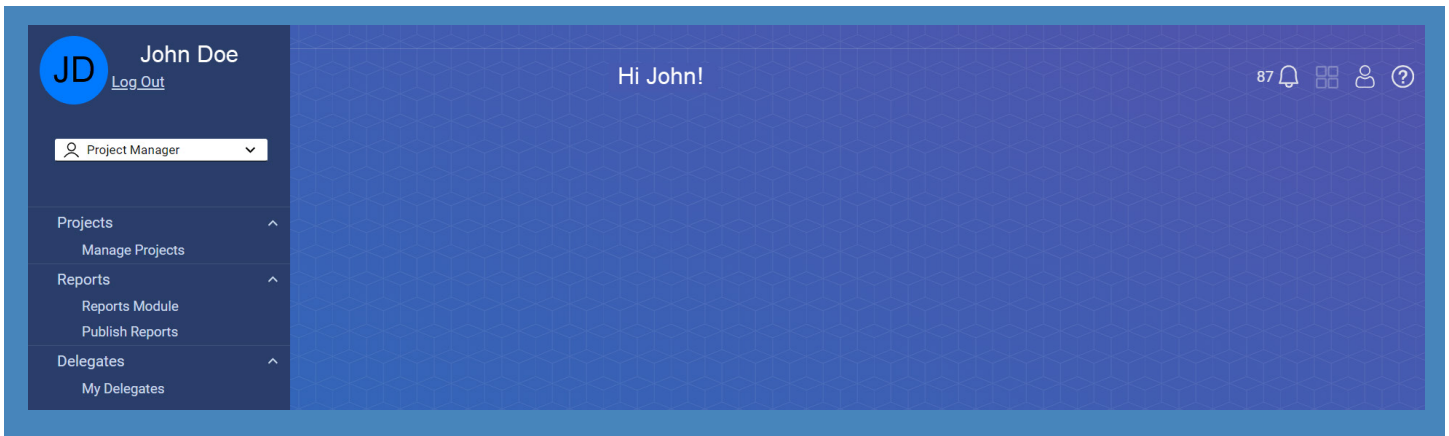 JD
John Doe
Log Out
Hi John!
87
Project Manager
Projects
Manage Projects
Reports
Reports Module
Publish Reports
Delegates
My Delegates